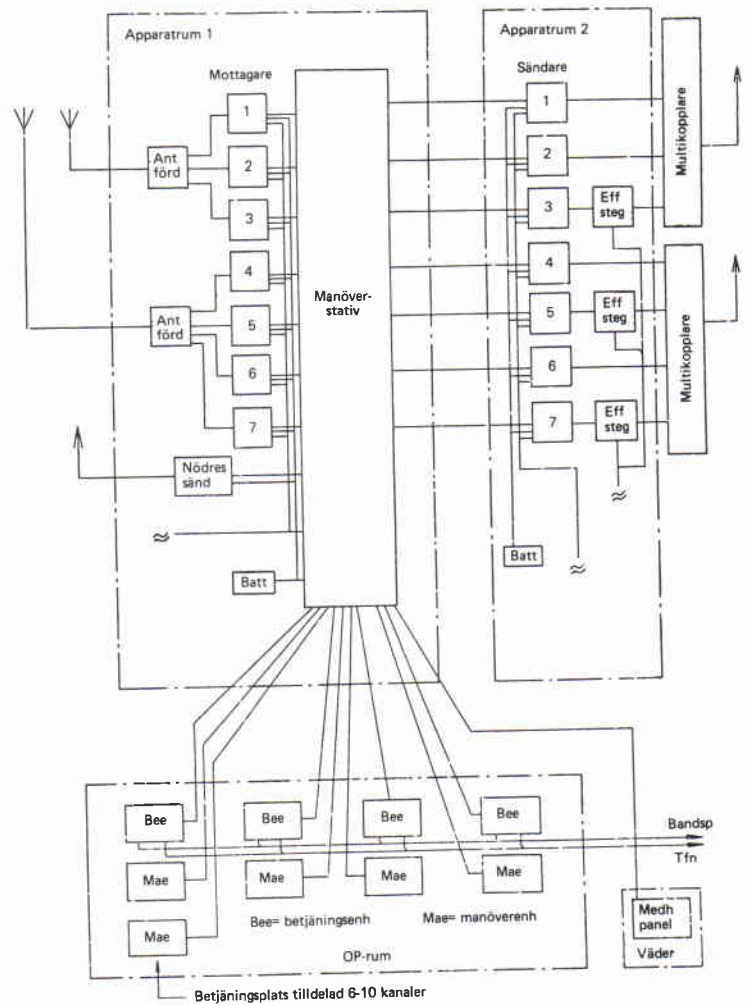 Apparatrum 1
Apparatrum 2
Mottagare
Sändare
1
2
3
4
5
6
7
Ant
förd
Ant
förd
Nödres
sänd
≈
Batt
Manöver-
stativ
1
2
3
4
5
6
7
Eff
steg
Eff
steg
Eff
steg
≈
Batt
≈
Multikopplare
Multikopplare
Bee
Bee
Bee
Bee
Bandsp
Tfn
Mae
Mae
Mae
Mae
Mae
Bee= betjäningsenh
Mae= manöverenh
OP-rum
Medh
panel
Väder
Betjäningsplats tilldelad 6-10 kanaler